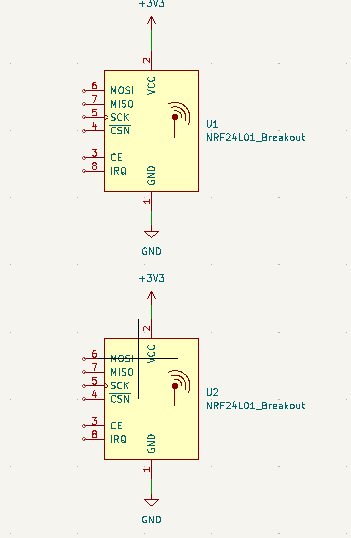 +3V3
2
VCC
6 MOSI
7 MISO
5 SCK
4 CSN
3 CE
8 IRQ
GND
1
U1
NRF24L01_Breakout
GND
+3V3
2
VCC
6 MOSI
7 MISO
5 SCK
4 CSN
3 CE
8 IRQ
GND
1
U2
NRF24L01_Breakout
GND